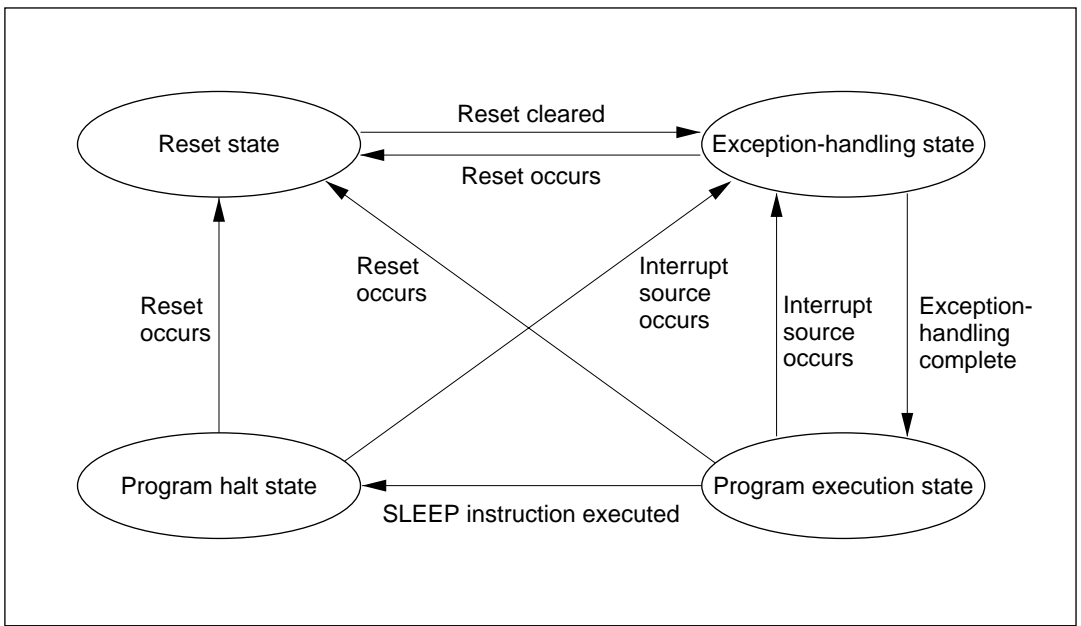 Reset cleared
Reset state
Exception-handling state
Reset occurs
Reset
occurs
Interrupt
source
occurs
Reset
occurs
Interrupt
source
occurs
Exception-
handling
complete
Program halt state
Program execution state
SLEEP instruction executed